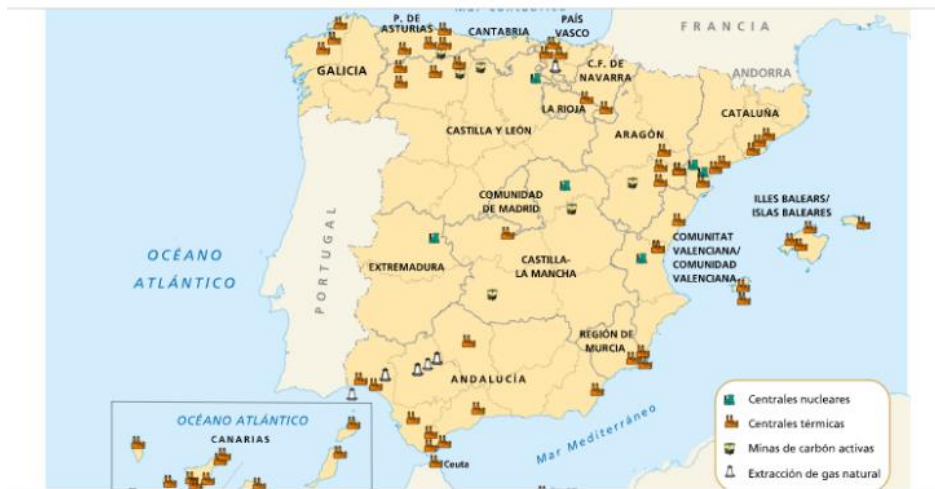 MAR CANTÁBRICO
FRANCIA
P. DE
ASTURIAS
CANTABRIA
PAÍS
VASCO
GALICIA
C.F. DE
NAVARRA
ANDORRA
LA RIOJA
CATALUÑA
CASTILLA Y LEÓN
ARAGÓN
COMUNIDAD
DE MADRID
ILLES BALEARS/
ISLAS BALEARES
PORTUGAL
OCÉANO
ATLÁNTICO
EXTREMADURA
CASTILLA-
LA MANCHA
COMUNITAT
VALENCIANA/
COMUNIDAD
VALENCIANA
REGIÓN DE
MURCIA
ANDALUCÍA
Mar Mediterráneo
OCÉANO ATLÁNTICO
CANARIAS
Ceuta
Centrales nucleares
Centrales térmicas
Minas de carbón activas
Extracción de gas natural